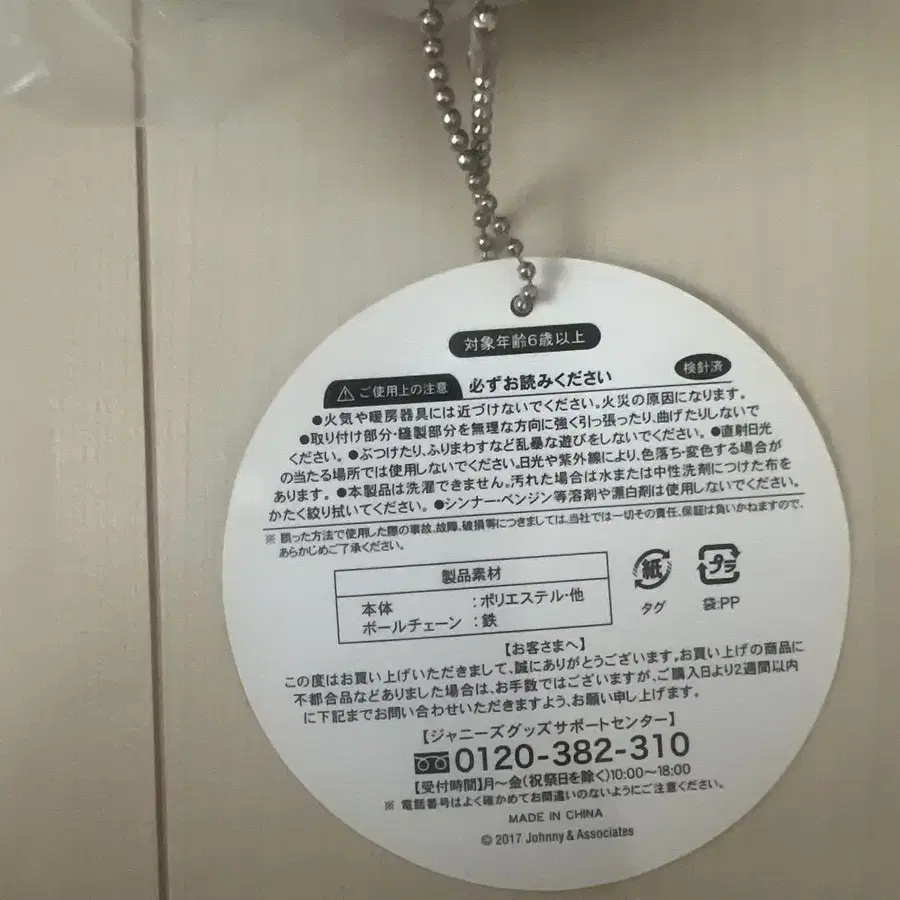 対象年齢6歳以上
⚠ご使用上の注意 必ずお読みください 検針済
●火気や暖房器具には近づけないでください。火災の原因になります。
●取り付け部分・縫製部分を無理な方向に強く引っ張ったり、曲げたりしないで
ください。●ぶつけたり、ふりまわすなど乱暴な遊びをしないでください。●直射日光
の当たる場所では使用しないでください。日光や紫外線により、色落ち・変色する場合が
あります。●本製品は洗濯できません。汚れた場合は水または中性洗剤につけた布を
かたく絞り拭いてください。●シンナー・ベンジン等溶剤や漂白剤は使用しないでください。
※誤った方法で使用した際の事故、故障、破損等につきましては、当社では一切その責任、保証は負いかねますので、
あらかじめご了承ください。
製品素材
本体 :ポリエステル・他
ボールチェーン :鉄
紙
タグ
プラ
袋:PP
【お客さまへ】
この度はお買い上げいただきまして、誠にありがとうございます。お買い上げの商品に
不都合品などありました場合は、お手数ではございますが、ご購入日より2週間以内
に下記までお問い合わせいただきますよう、お願い申し上げます。
【ジャニーズグッズサポートセンター】
0120-382-310
【受付時間】月～金(祝祭日を除く)10:00～18:00
※電話番号はよく確かめてお間違いのないようにご注意ください。
MADE IN CHINA
© 2017 Johnny & Associates